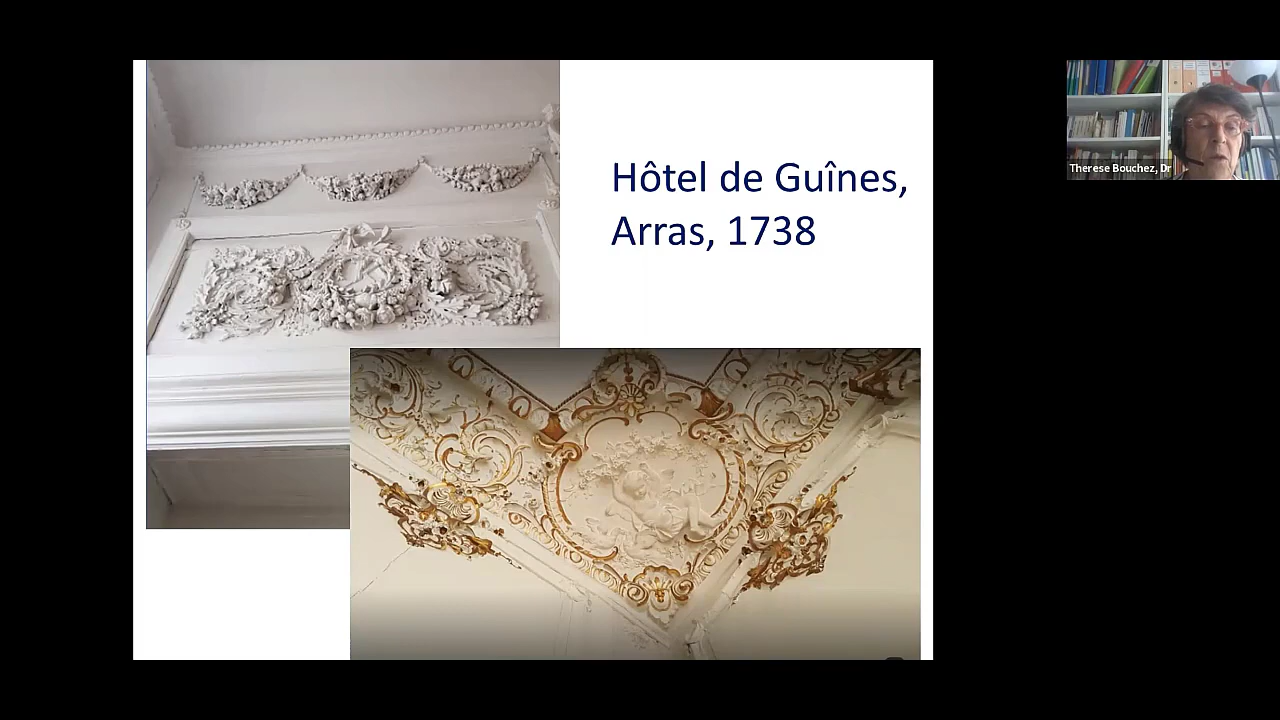 Hôtel de Guînes,
Arras, 1738
Therese Bouchez, Dr